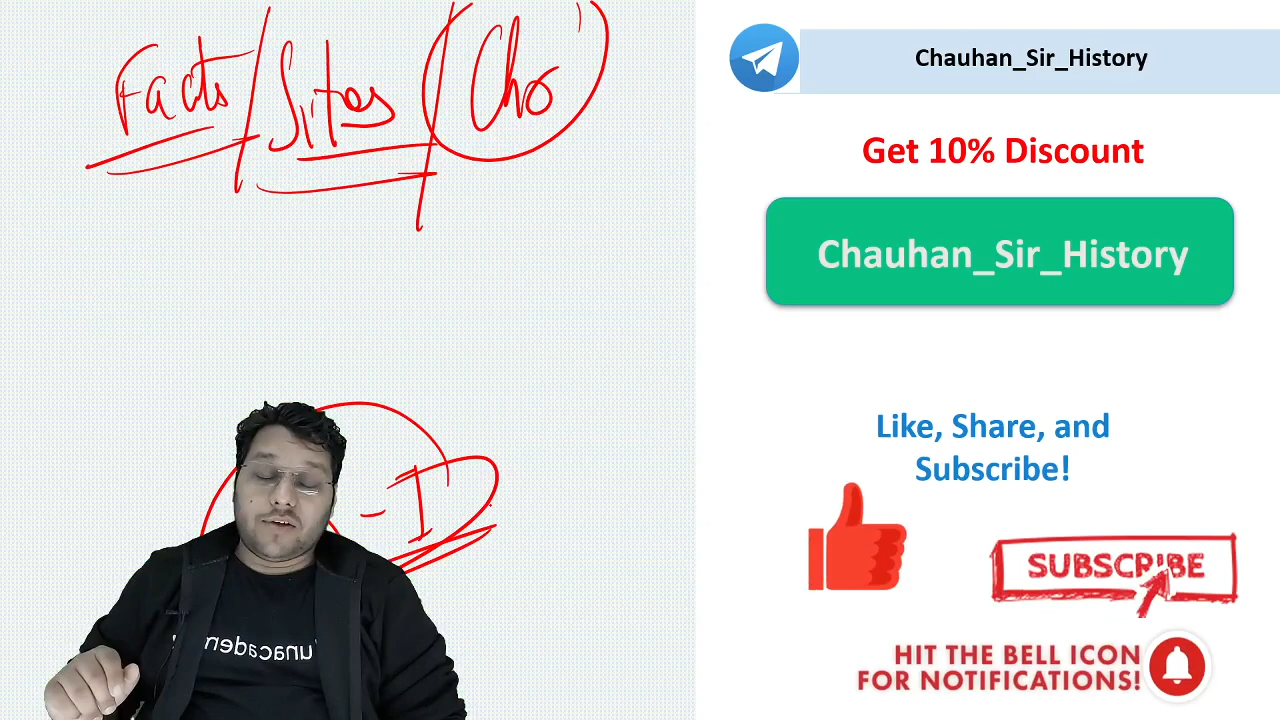 Facts / Sites / Cho
- D
unacadem
Chauhan_Sir_History
Get 10% Discount
Chauhan_Sir_History
Like, Share, and
Subscribe!
SUBSCRIBE
HIT THE BELL ICON
FOR NOTIFICATIONS!